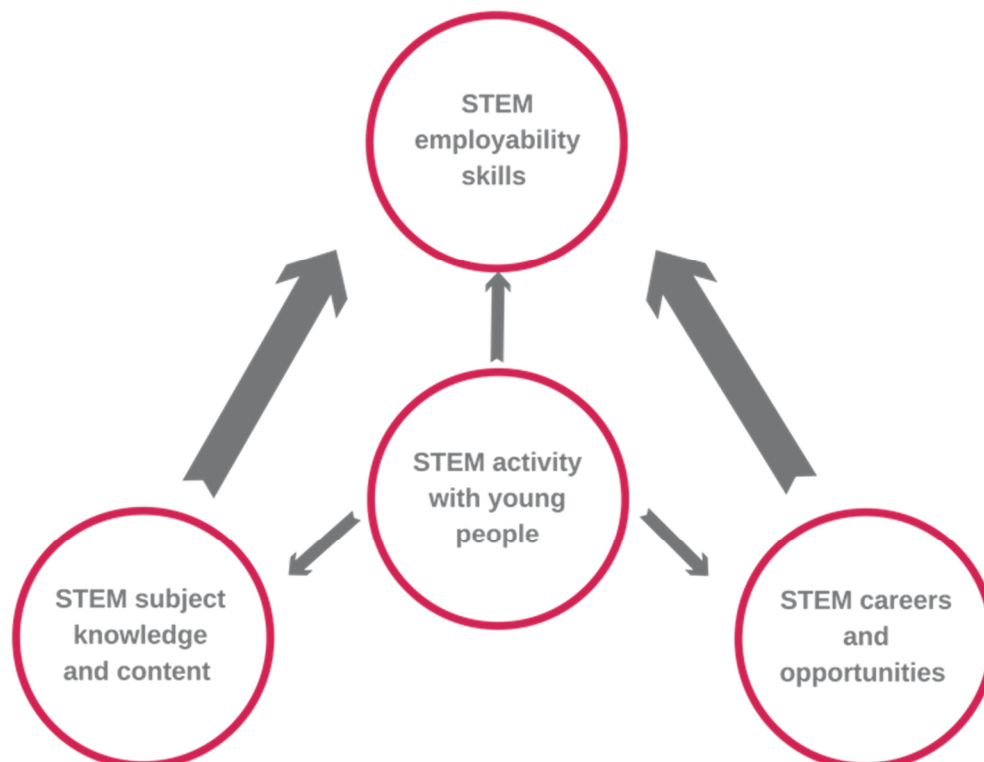 STEM
employability
skills
STEM activity
with young
people
STEM subject
knowledge
and content
STEM careers
and
opportunities